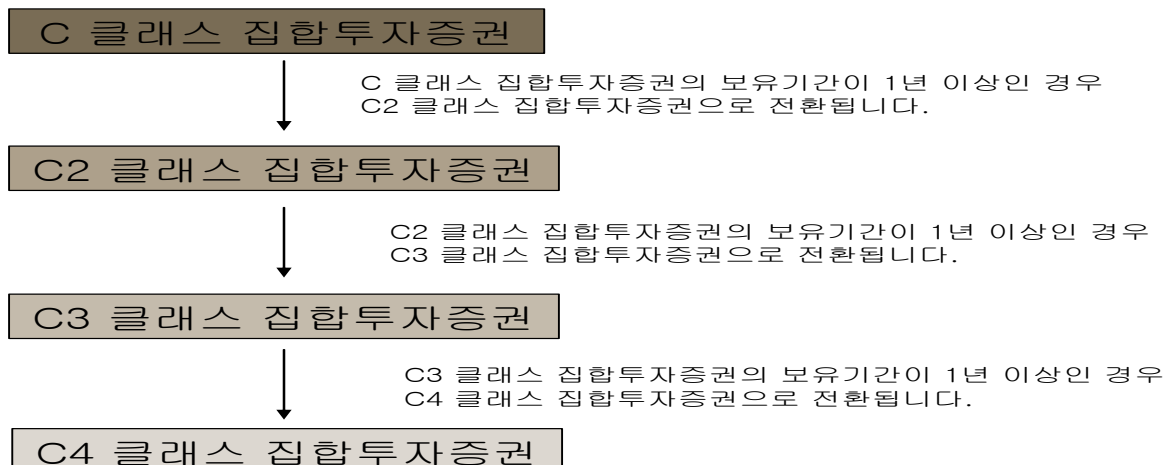 C 클래스 집합투자증권
C 클래스 집합투자증권의 보유기간이 1년 이상인 경우
C2 클래스 집합투자증권으로 전환됩니다.
C2 클래스 집합투자증권
C2 클래스 집합투자증권의 보유기간이 1년 이상인 경우
C3 클래스 집합투자증권으로 전환됩니다.
C3 클래스 집합투자증권
C3 클래스 집합투자증권의 보유기간이 1년 이상인 경우
C4 클래스 집합투자증권으로 전환됩니다.
C4 클래스 집합투자증권